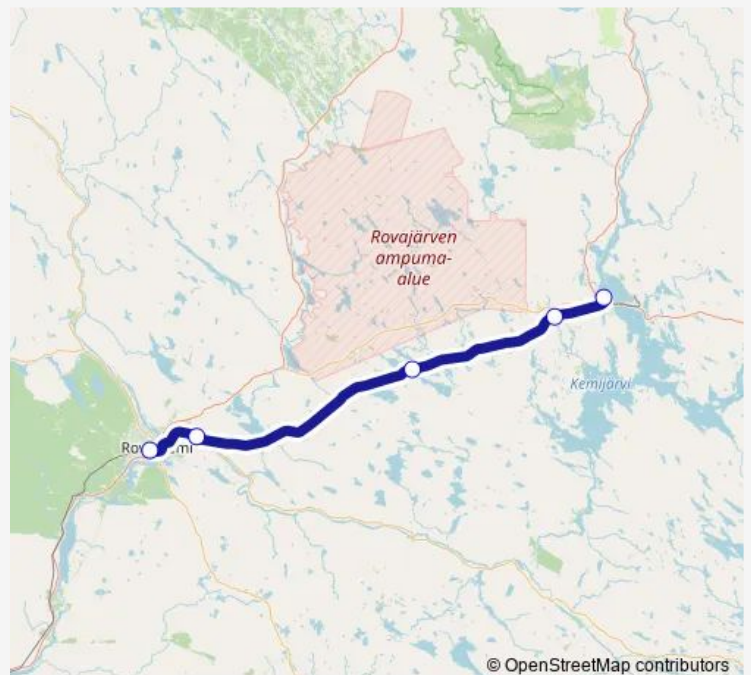 Rovajärven
ampuma-
alue
Kemijärvi
© OpenStreetMap contributors